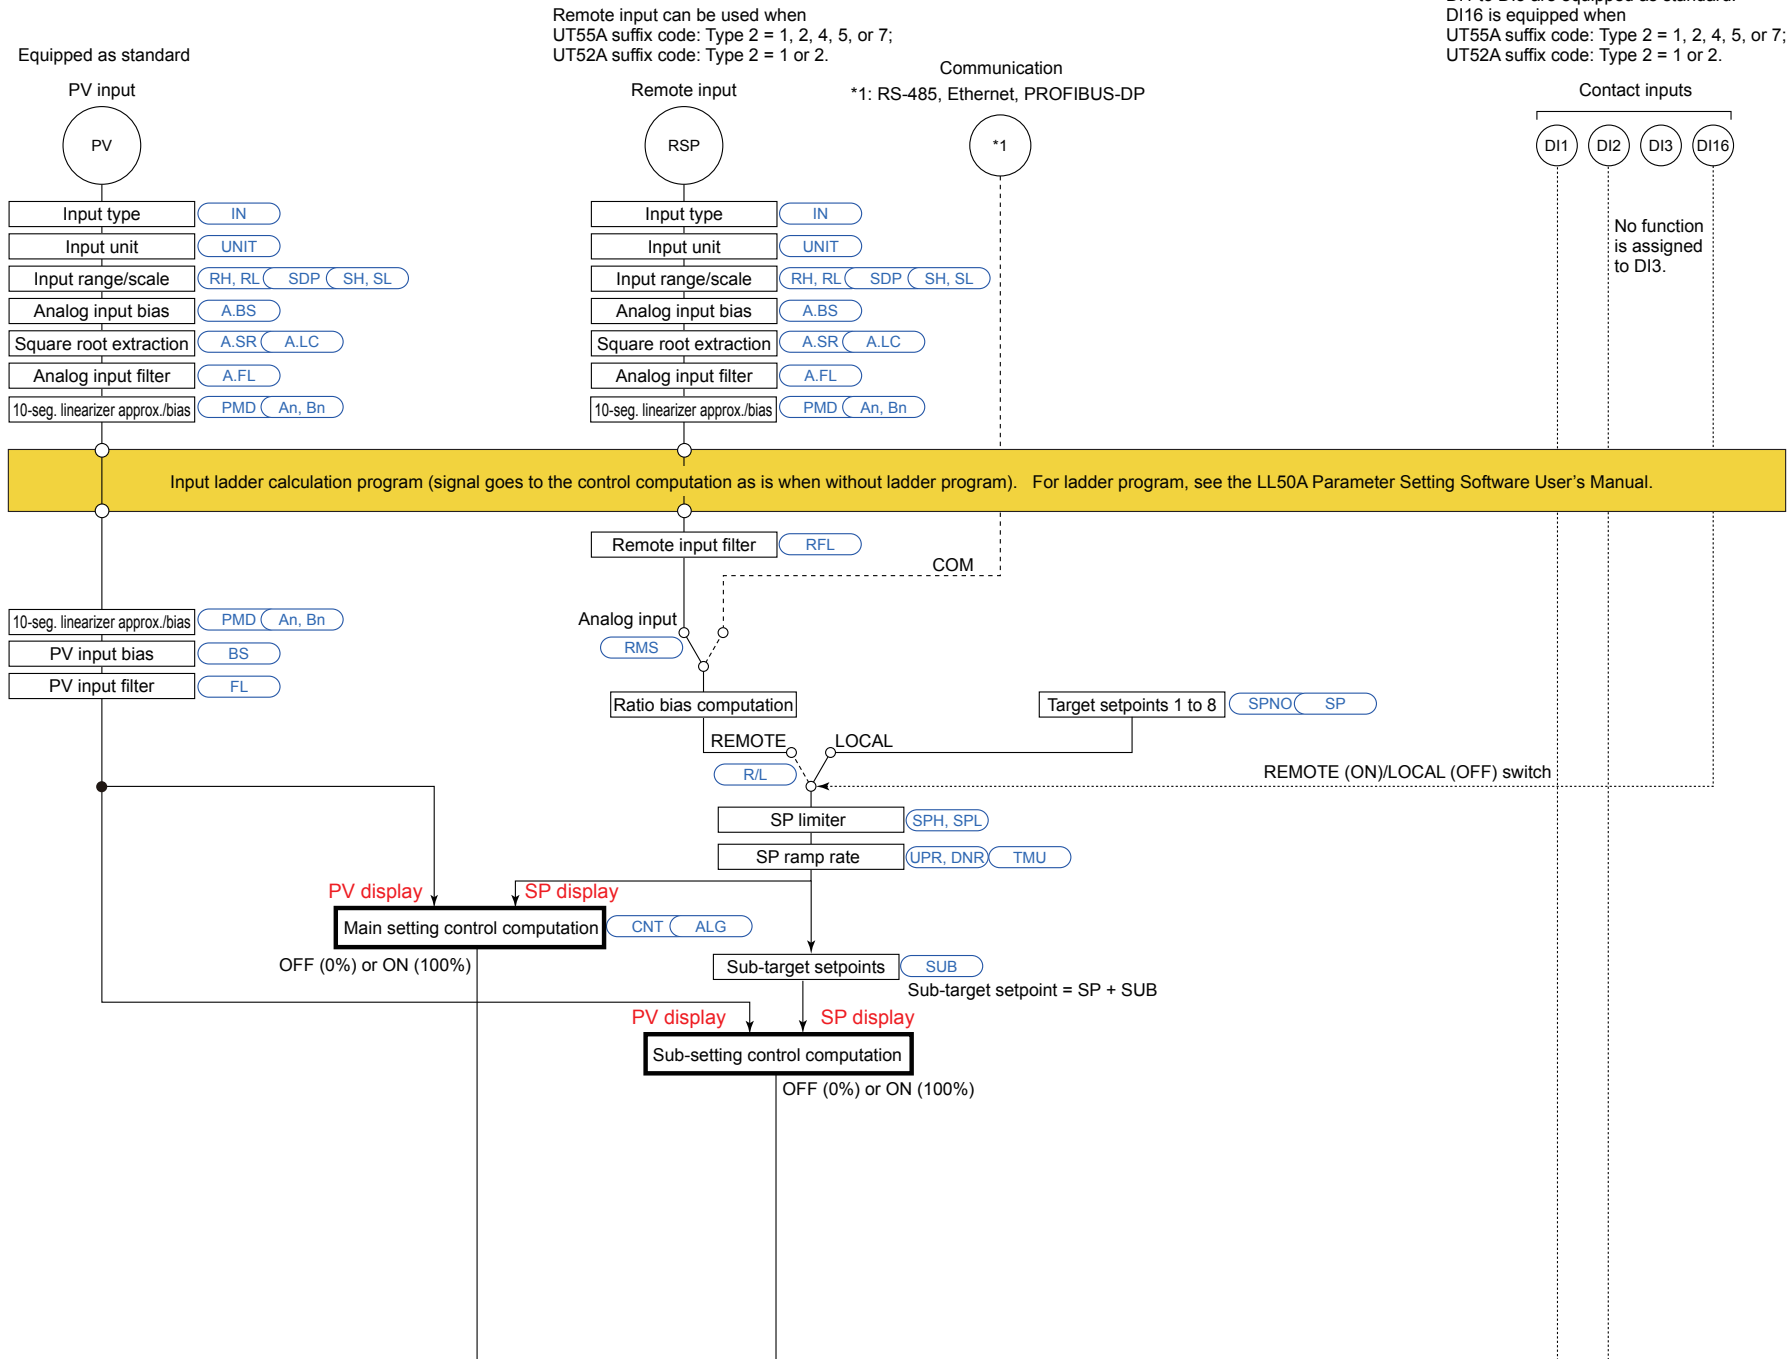 Remote input can be used when
UT55A suffix code: Type 2 = 1, 2, 4, 5, or 7;
UT52A suffix code: Type 2 = 1 or 2.
DI16 is equipped when
UT55A suffix code: Type 2 = 1, 2, 4, 5, or 7;
UT52A suffix code: Type 2 = 1 or 2.
Equipped as standard
Communication
*1: RS-485, Ethernet, PROFIBUS-DP
PV input
Remote input
Contact inputs
PV
RSP
*1
DI1 DI2 DI3 DI16
Input type IN
Input unit UNIT
Input range/scale RH, RL SDP SH, SL
Analog input bias A.BS
Square root extraction A.SR A.LC
Analog input filter A.FL
10-seg. linearizer approx./bias PMD An, Bn
Input type IN
Input unit UNIT
Input range/scale RH, RL SDP SH, SL
Analog input bias A.BS
Square root extraction A.SR A.LC
Analog input filter A.FL
10-seg. linearizer approx./bias PMD An, Bn
No function
is assigned
to DI3.
Input ladder calculation program (signal goes to the control computation as is when without ladder program). For ladder program, see the LL50A Parameter Setting Software User's Manual.
Remote input filter RFL
COM
10-seg. linearizer approx./bias PMD An, Bn
PV input bias BS
PV input filter FL
Analog input
RMS
Ratio bias computation
Target setpoints 1 to 8 SPNO SP
REMOTE LOCAL
R/L
REMOTE (ON)/LOCAL (OFF) switch
SP limiter SPH, SPL
SP ramp rate UPR, DNR TMU
PV display SP display
Main setting control computation CNT ALG
OFF (0%) or ON (100%)
Sub-target setpoints SUB
Sub-target setpoint = SP + SUB
PV display SP display
Sub-setting control computation
OFF (0%) or ON (100%)